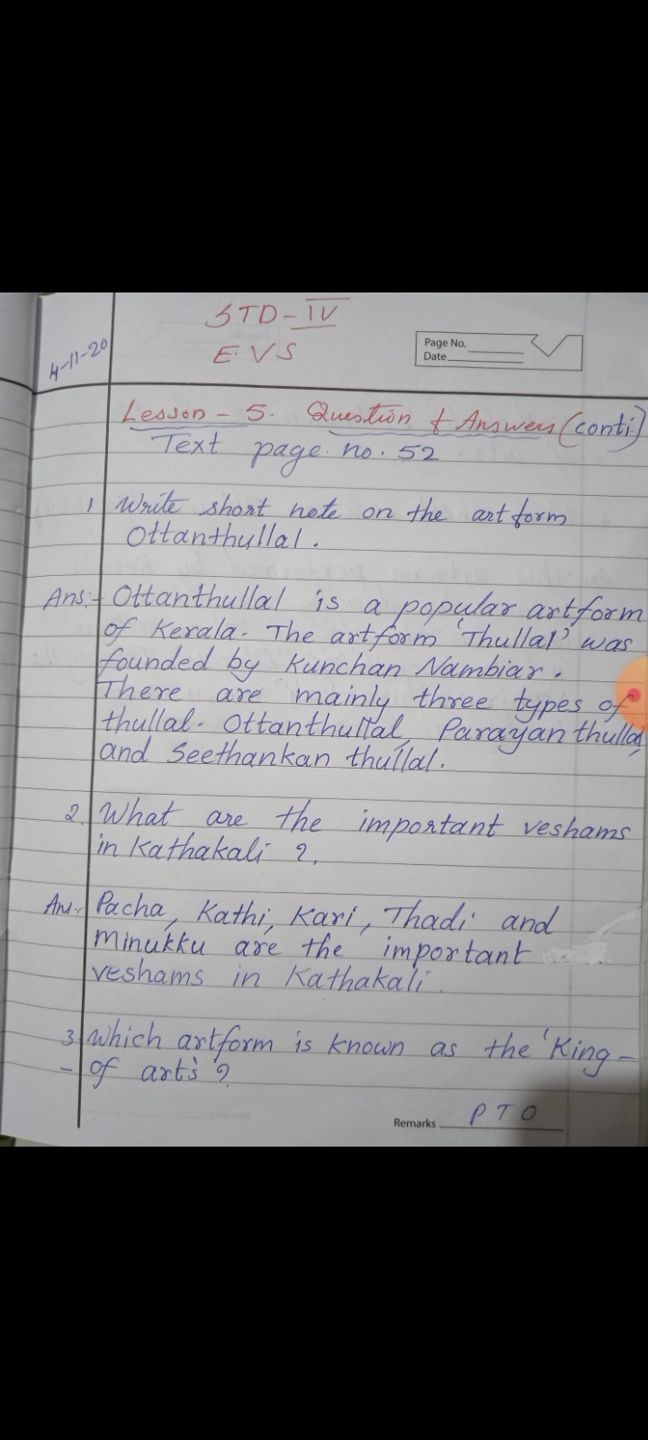 STD-IV
4-11-20
E.V S
Page No.
Date
Lesson - 5. Question & Answers (conti:)
Text page. no. 52
1 Write short note on the art form
Ottanthullal.
Ans:- Ottanthullal is a popular artform
of Kerala. The artform 'Thullal' was
founded by Kunchan Nambiar.
There are mainly three types of
thullal. Ottanthullal, Parayan thullal,
and Seethankan thullal.
2. What are the important veshams
in Kathakali ?.
Ans:- Pacha, Kathi, Kari, Thadi and
Minukku are the important
veshams in Kathakali.
3. Which artform is known as the 'King-
- of arts' ?
Remarks P T O